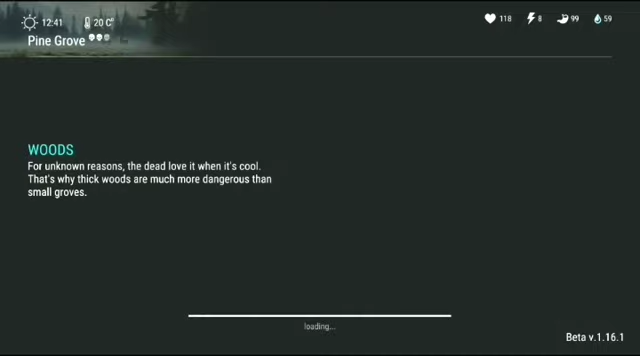 12:41 20 C° 118 8 99 59
Pine Grove
WOODS
For unknown reasons, the dead love it when it's cool.
That's why thick woods are much more dangerous than
small groves.
loading...
Beta v.1.16.1